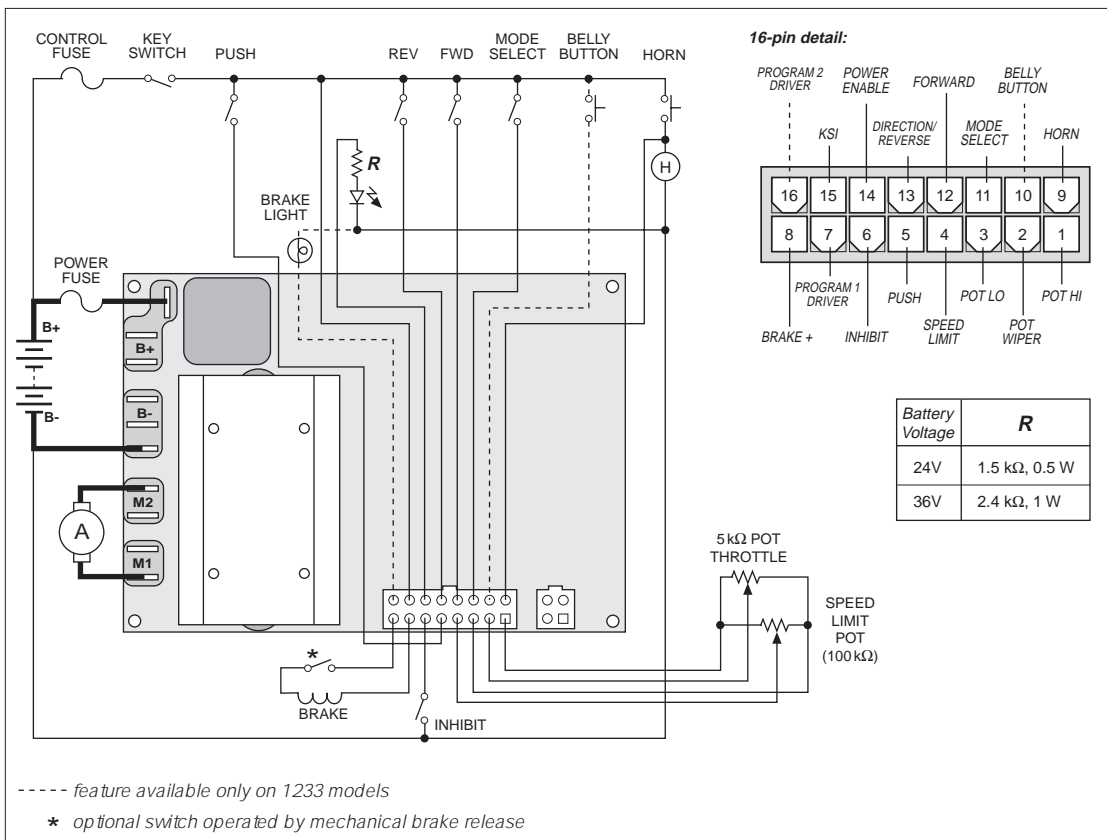 CONTROL
FUSE
KEY
SWITCH
PUSH
REV
FWD
MODE
SELECT
BELLY
BUTTON
HORN
R
H
BRAKE
LIGHT
POWER
FUSE
B+
B-
B+
B-
M2
M1
A
*
BRAKE
INHIBIT
5 kΩ POT
THROTTLE
SPEED
LIMIT
POT
(100 kΩ)
16-pin detail:
PROGRAM 2
DRIVER
POWER
ENABLE
FORWARD
BELLY
BUTTON
KSI
DIRECTION/
REVERSE
MODE
SELECT
HORN
16 15 14 13 12 11 10 9
8 7 6 5 4 3 2 1
PROGRAM 1
DRIVER
PUSH
POT LO
POT HI
BRAKE +
INHIBIT
SPEED
LIMIT
POT
WIPER
Battery
Voltage
R
24V 1.5 kΩ, 0.5 W
36V 2.4 kΩ, 1 W
----- feature available only on 1233 models
* optional switch operated by mechanical brake release